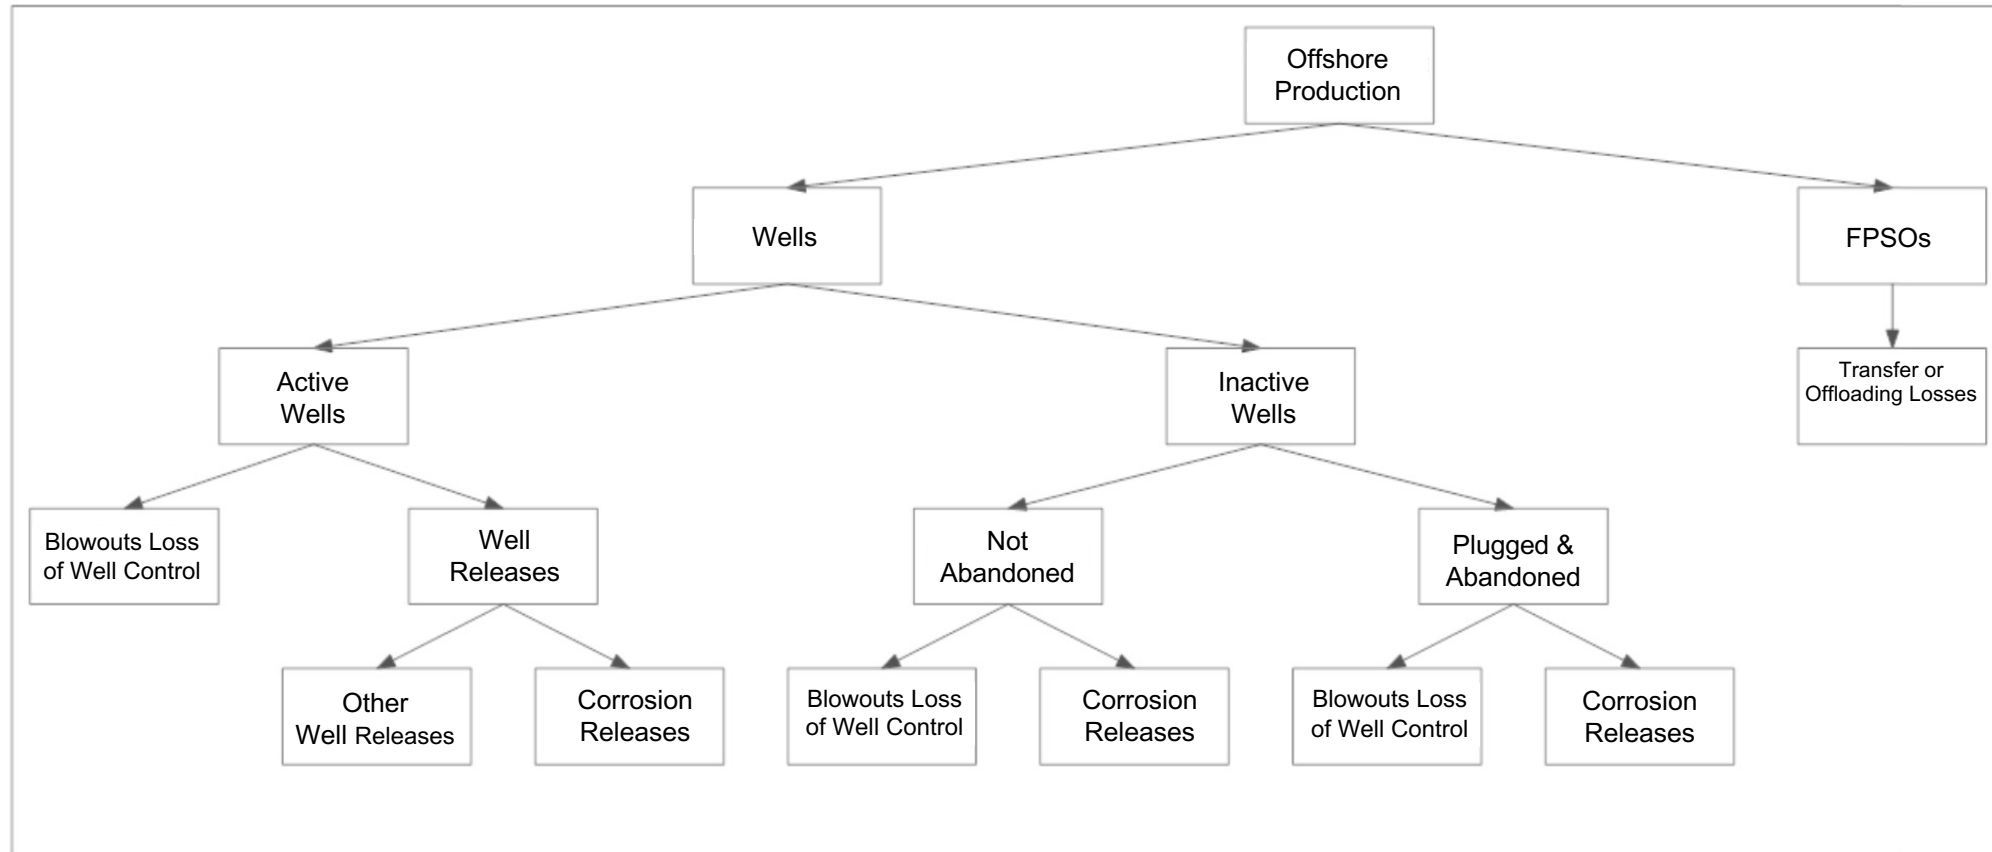 Offshore
Production
Wells
FPSOs
Active
Wells
Inactive
Wells
Transfer or
Offloading Losses
Blowouts Loss
of Well Control
Well
Releases
Not
Abandoned
Plugged &
Abandoned
Other
Well Releases
Corrosion
Releases
Blowouts Loss
of Well Control
Corrosion
Releases
Blowouts Loss
of Well Control
Corrosion
Releases